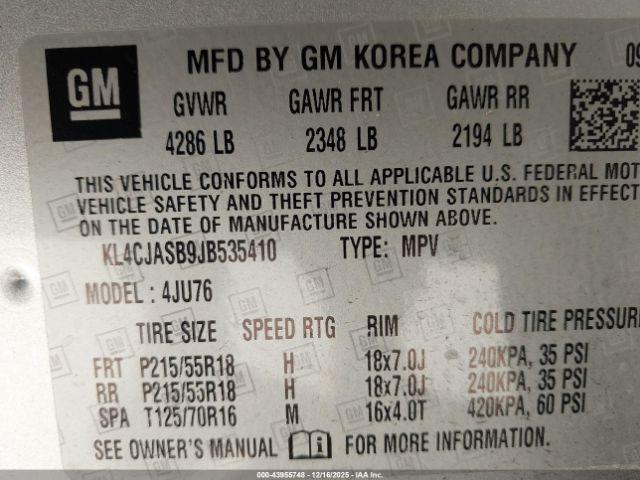 GM MFD BY GM KOREA COMPANY 09
GVWR GAWR FRT GAWR RR
4286 LB 2348 LB 2194 LB
THIS VEHICLE CONFORMS TO ALL APPLICABLE U.S. FEDERAL MOT
VEHICLE SAFETY AND THEFT PREVENTION STANDARDS IN EFFECT
ON THE DATE OF MANUFACTURE SHOWN ABOVE.
KL4CJASB9JB535410 TYPE: MPV
MODEL: 4JU76
TIRE SIZE SPEED RTG RIM COLD TIRE PRESSUR
FRT P215/55R18 H 18x7.0J 240KPA, 35 PSI
RR P215/55R18 H 18x7.0J 240KPA, 35 PSI
SPA T125/70R16 M 16x4.0T 420KPA, 60 PSI
SEE OWNER'S MANUAL FOR MORE INFORMATION.
000-43955748 - 12/16/2025 - IAA Inc.